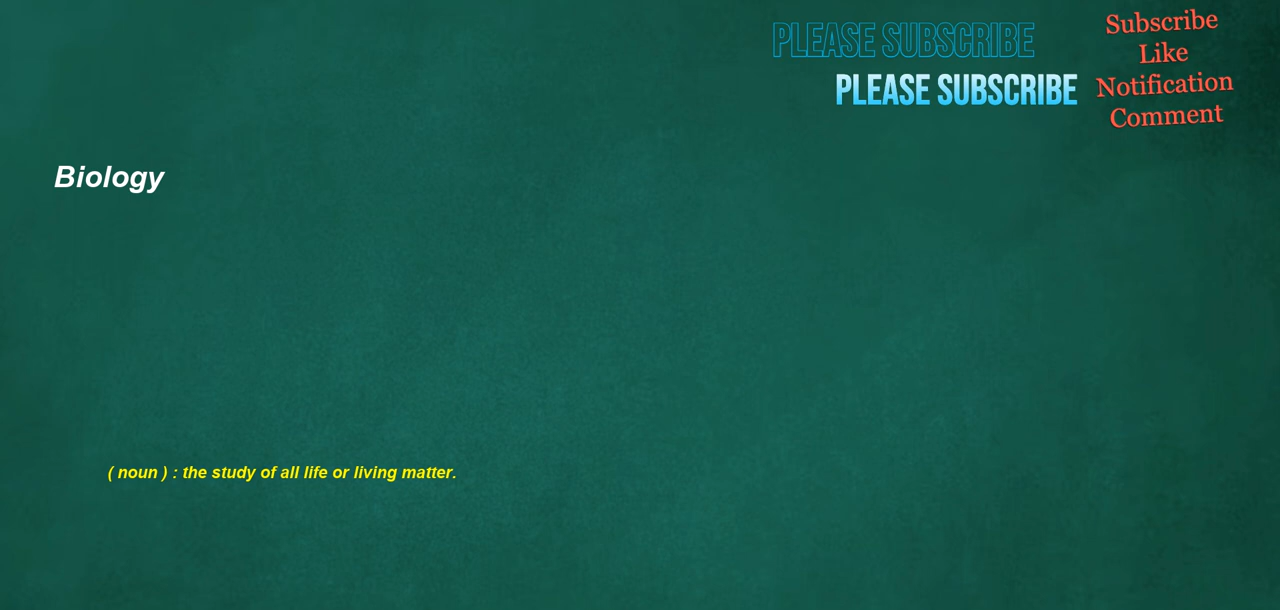 PLEASE SUBSCRIBE
PLEASE SUBSCRIBE
Subscribe
Like
Notification
Comment
Biology
( noun ) : the study of all life or living matter.